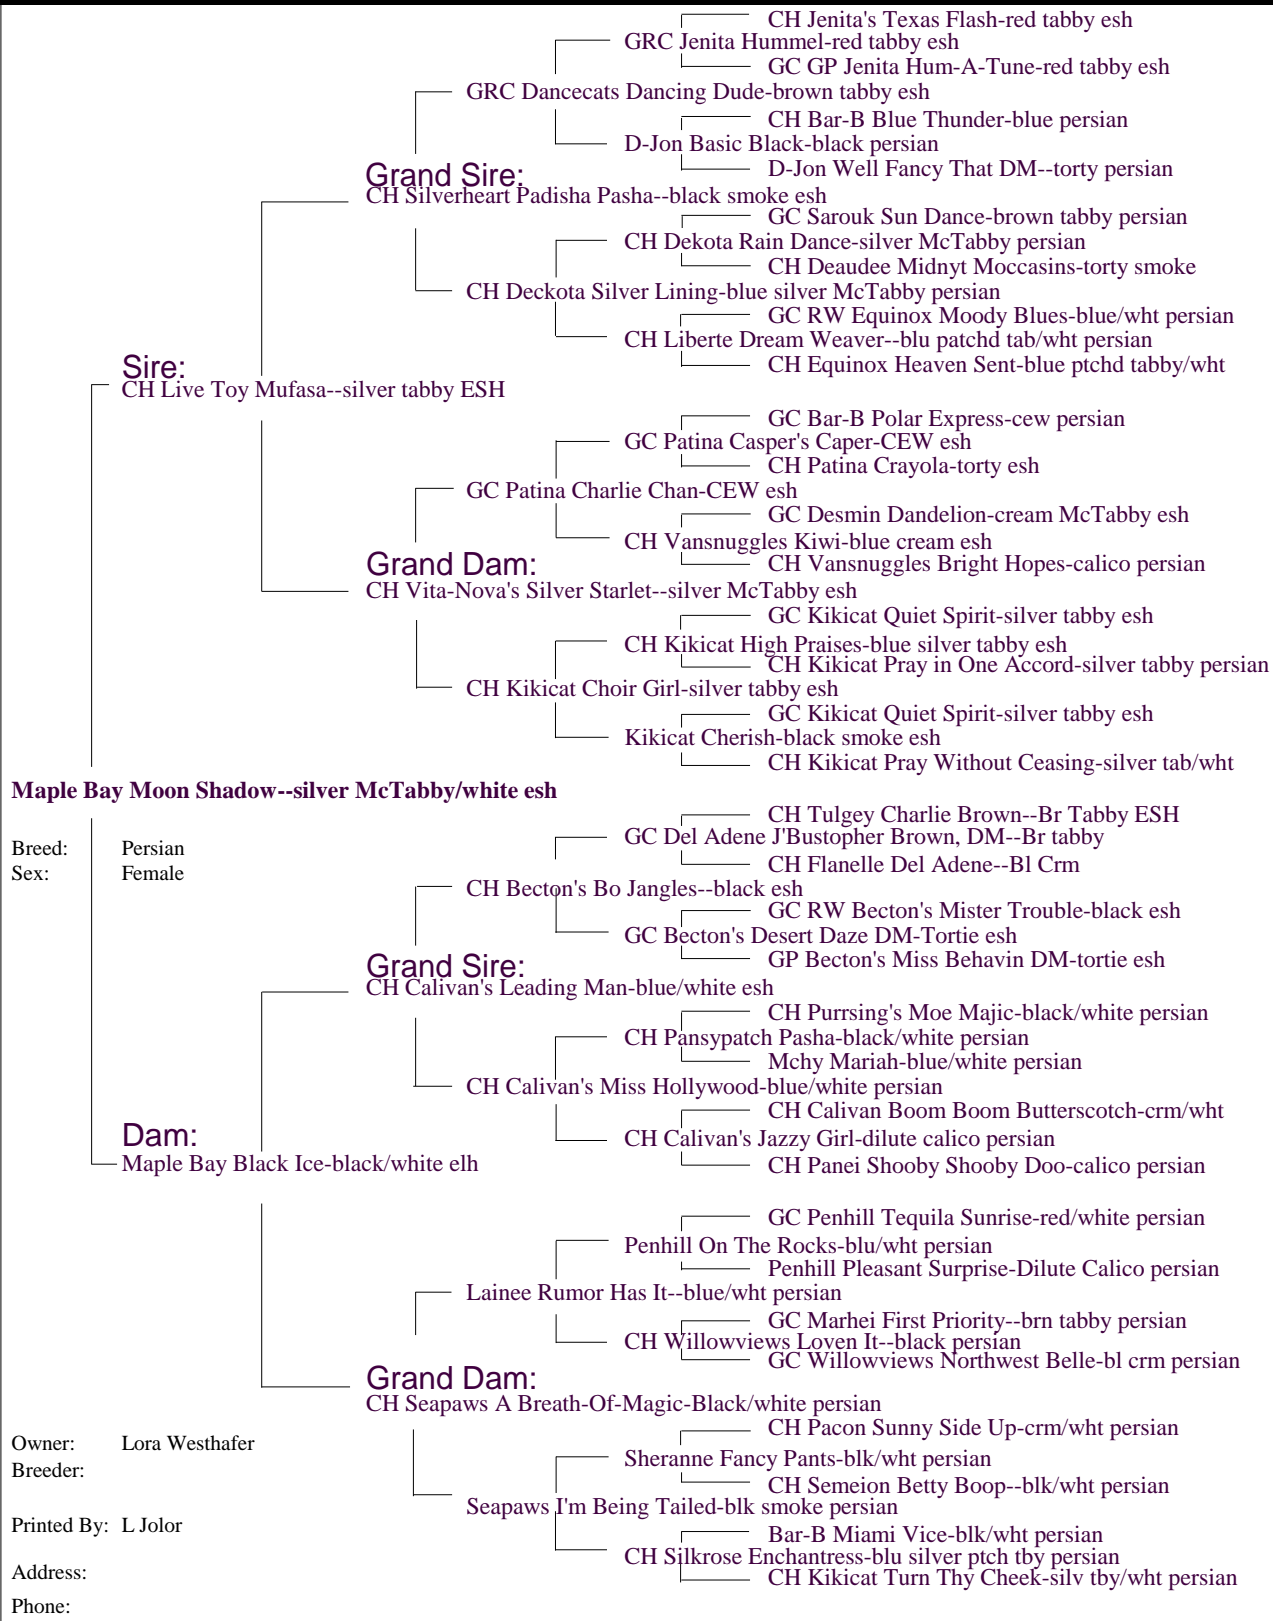 CH Jenita's Texas Flash-red tabby esh
GRC Jenita Hummel-red tabby esh
GC GP Jenita Hum-A-Tune-red tabby esh
GRC Dancecats Dancing Dude-brown tabby esh
CH Bar-B Blue Thunder-blue persian
D-Jon Basic Black-black persian
D-Jon Well Fancy That DM--torty persian
Grand Sire:
CH Silverheart Padisha Pasha--black smoke esh
GC Sarouk Sun Dance-brown tabby persian
CH Dekota Rain Dance-silver McTabby persian
CH Deaudee Midnyt Moccasins-torty smoke
CH Deckota Silver Lining-blue silver McTabby persian
GC RW Equinox Moody Blues-blue/wht persian
CH Liberte Dream Weaver--blu patchd tab/wht persian
CH Equinox Heaven Sent-blue ptchd tabby/wht
Sire:
CH Live Toy Mufasa--silver tabby ESH
GC Bar-B Polar Express-cew persian
GC Patina Casper's Caper-CEW esh
CH Patina Crayola-torty esh
GC Patina Charlie Chan-CEW esh
GC Desmin Dandelion-cream McTabby esh
CH Vansnuggles Kiwi-blue cream esh
CH Vansnuggles Bright Hopes-calico persian
Grand Dam:
CH Vita-Nova's Silver Starlet--silver McTabby esh
GC Kikicat Quiet Spirit-silver tabby esh
CH Kikicat High Praises-blue silver tabby esh
CH Kikicat Pray in One Accord-silver tabby persian
CH Kikicat Choir Girl-silver tabby esh
GC Kikicat Quiet Spirit-silver tabby esh
Kikicat Cherish-black smoke esh
CH Kikicat Pray Without Ceasing-silver tab/wht
Maple Bay Moon Shadow--silver McTabby/white esh
CH Tulgey Charlie Brown--Br Tabby ESH
GC Del Adene J'Bustopher Brown, DM--Br tabby
Breed: Persian
CH Flanelle Del Adene--Bl Crm
Sex: Female
CH Becton's Bo Jangles--black esh
GC RW Becton's Mister Trouble-black esh
GC Becton's Desert Daze DM-Tortie esh
GP Becton's Miss Behavin DM-tortie esh
Grand Sire:
CH Calivan's Leading Man-blue/white esh
CH Purrsing's Moe Majic-black/white persian
CH Pansypatch Pasha-black/white persian
Mchy Mariah-blue/white persian
CH Calivan's Miss Hollywood-blue/white persian
CH Calivan Boom Boom Butterscotch-crm/wht
CH Calivan's Jazzy Girl-dilute calico persian
CH Panei Shooby Shooby Doo-calico persian
Dam:
Maple Bay Black Ice-black/white elh
GC Penhill Tequila Sunrise-red/white persian
Penhill On The Rocks-blu/wht persian
Penhill Pleasant Surprise-Dilute Calico persian
Lainee Rumor Has It--blue/wht persian
GC Marhei First Priority--brn tabby persian
CH Willowviews Loven It--black persian
GC Willowviews Northwest Belle-bl crm persian
Grand Dam:
CH Seapaws A Breath-Of-Magic-Black/white persian
CH Pacon Sunny Side Up-crm/wht persian
Owner: Lora Westhafer
Sheranne Fancy Pants-blk/wht persian
Breeder:
CH Semeion Betty Boop--blk/wht persian
Seapaws I'm Being Tailed-blk smoke persian
Printed By: L Jolor
Bar-B Miami Vice-blk/wht persian
CH Silkrose Enchantress-blu silver ptch tby persian
Address:
CH Kikicat Turn Thy Cheek-silv tby/wht persian
Phone: